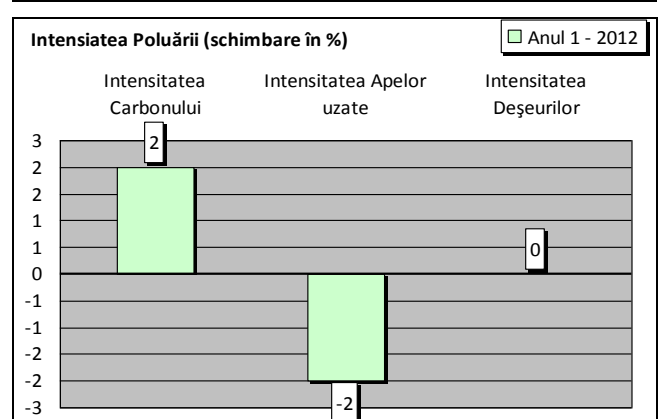 Intensiatea Poluării (schimbare în %)
Anul 1 - 2012
Intensitatea Carbonului
Intensitatea Apelor uzate
Intensitatea Deşeurilor
3
2
2
1
1
0
-1
-1
-2
-2
-3
2
-2
0